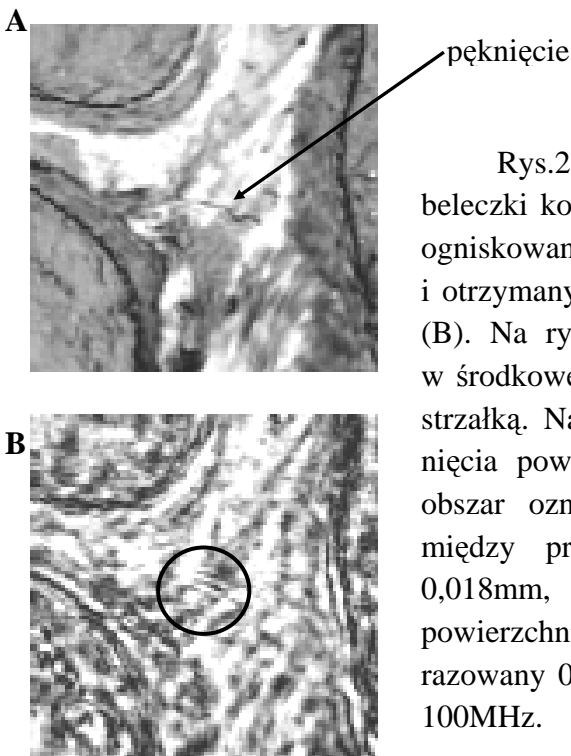 A
pęknięcie
Rys.2
beleczki ko
ogniskowan
i otrzymany
(B). Na ry
w środkowe
strzałką. Na
B
nięcia pow
obszar ozn
między pr
0,018mm,
powierzchni
razowany 0
100MHz.